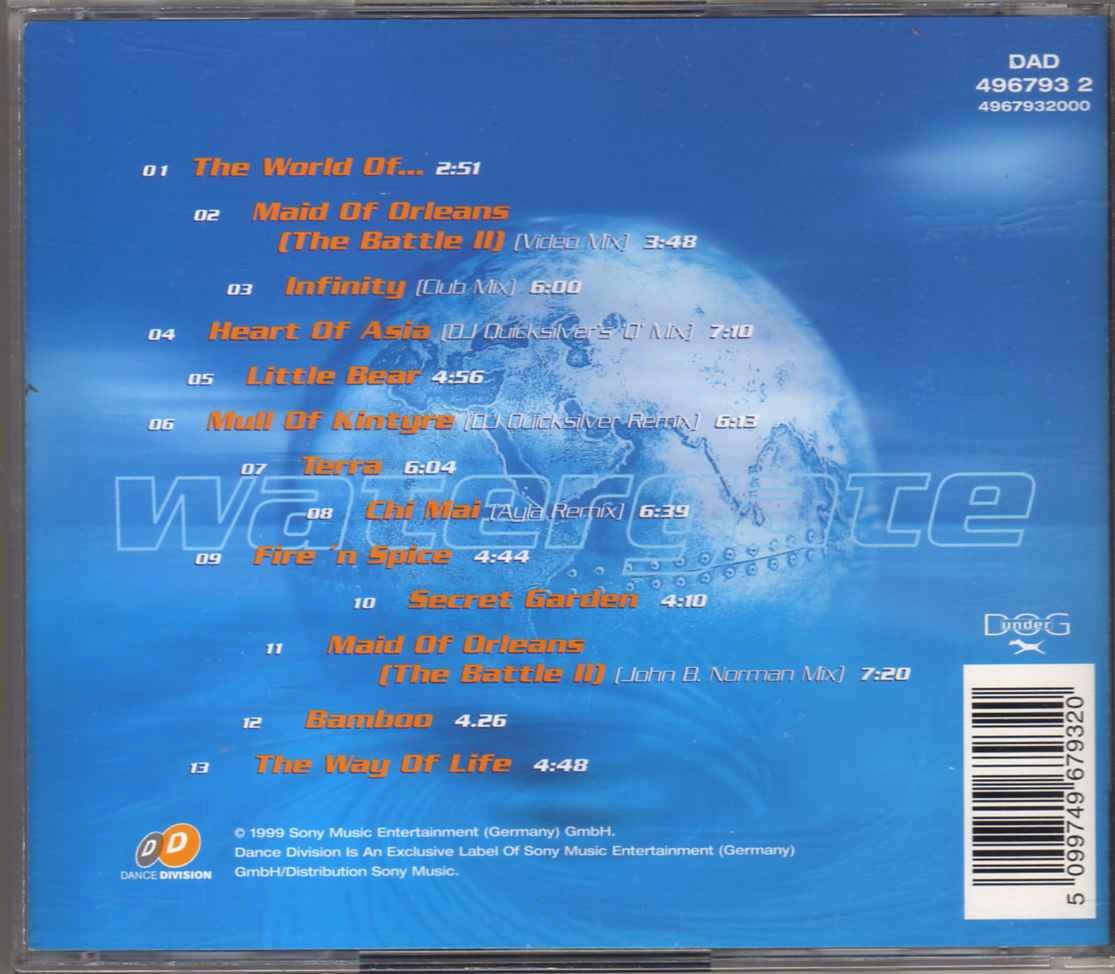 DAD
496793 2
4967932000
01 The World Of... 2:51
02 Maid Of Orleans
(The Battle II) [Video Mix] 3:48
03 Infinity [Club Mix] 6:00
04 Heart Of Asia [DJ Quicksilver's 'Q' Mix] 7:10
05 Little Bear 4:56
06 Mull Of Kintyre [DJ Quicksilver Remix] 6:13
07 Terra 6:04
watergate
08 Chi Mai [Ayla Remix] 6:39
09 Fire 'n Spice 4:44
10 Secret Garden 4:10
11 Maid Of Orleans
(The Battle II) [John B. Norman Mix] 7:20
12 Bamboo 4.26
13 The Way Of Life 4:48
UnderDOG
5 099749 679320
DD
DANCE DIVISION
© 1999 Sony Music Entertainment (Germany) GmbH.
Dance Division Is An Exclusive Label Of Sony Music Entertainment (Germany)
GmbH/Distribution Sony Music.